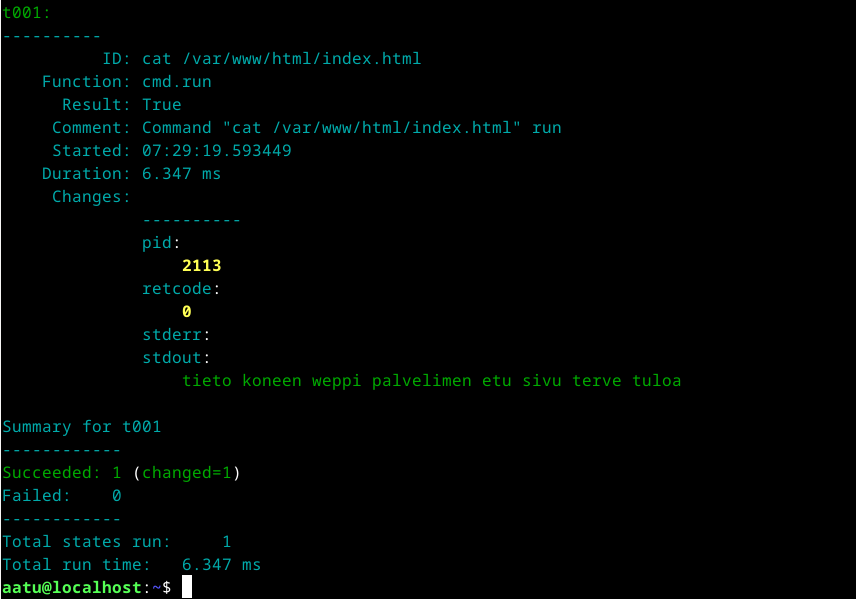 t001:
----------
          ID: cat /var/www/html/index.html
    Function: cmd.run
      Result: True
     Comment: Command "cat /var/www/html/index.html" run
     Started: 07:29:19.593449
    Duration: 6.347 ms
     Changes:
              ----------
              pid:
                  2113
              retcode:
                  0
              stderr:
              stdout:
                  tieto koneen weppi palvelimen etu sivu terve tuloa

Summary for t001
------------
Succeeded: 1 (changed=1)
Failed:    0
------------
Total states run:     1
Total run time:   6.347 ms
aatu@localhost:~$